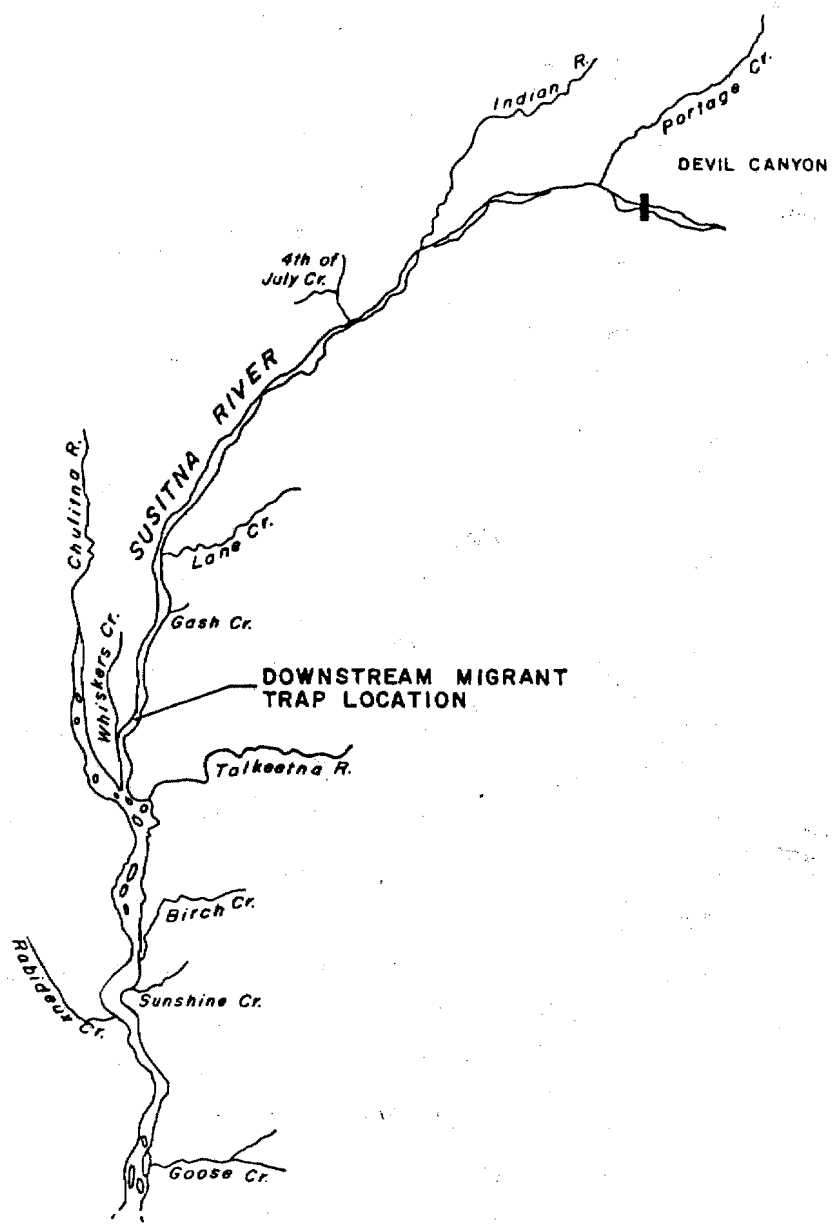 Indian R.
Portage Cr.
DEVIL CANYON
4th of
July Cr.
SUSITNA RIVER
Chulitna R.
Lane Cr.
Whiskers Cr.
Gash Cr.
DOWNSTREAM MIGRANT
TRAP LOCATION
Talkeetna R.
Birch Cr.
Rabideux Cr.
Sunshine Cr.
Goose Cr.